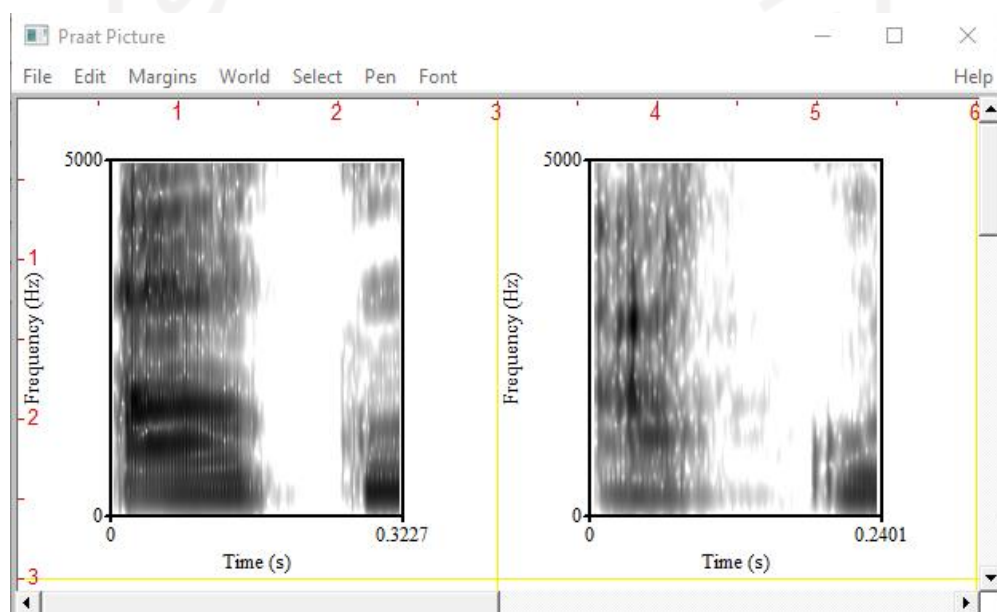 Praat Picture
File Edit Margins World Select Pen Font Help
1 2 3 4 5 6
5000 5000
1
Frequency (Hz) Frequency (Hz)
2
0 0
0 0.3227 0 0.2401
Time (s) Time (s)
3